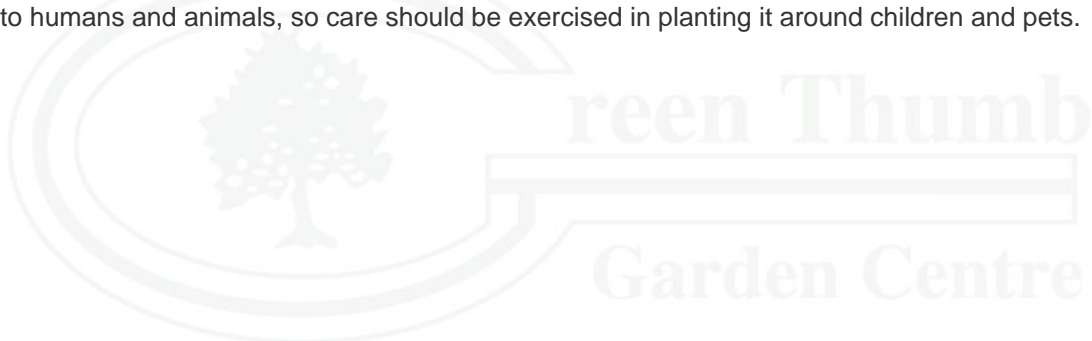 to humans and animals, so care should be exercised in planting it around children and pets.
reen Thumb
Garden Centre